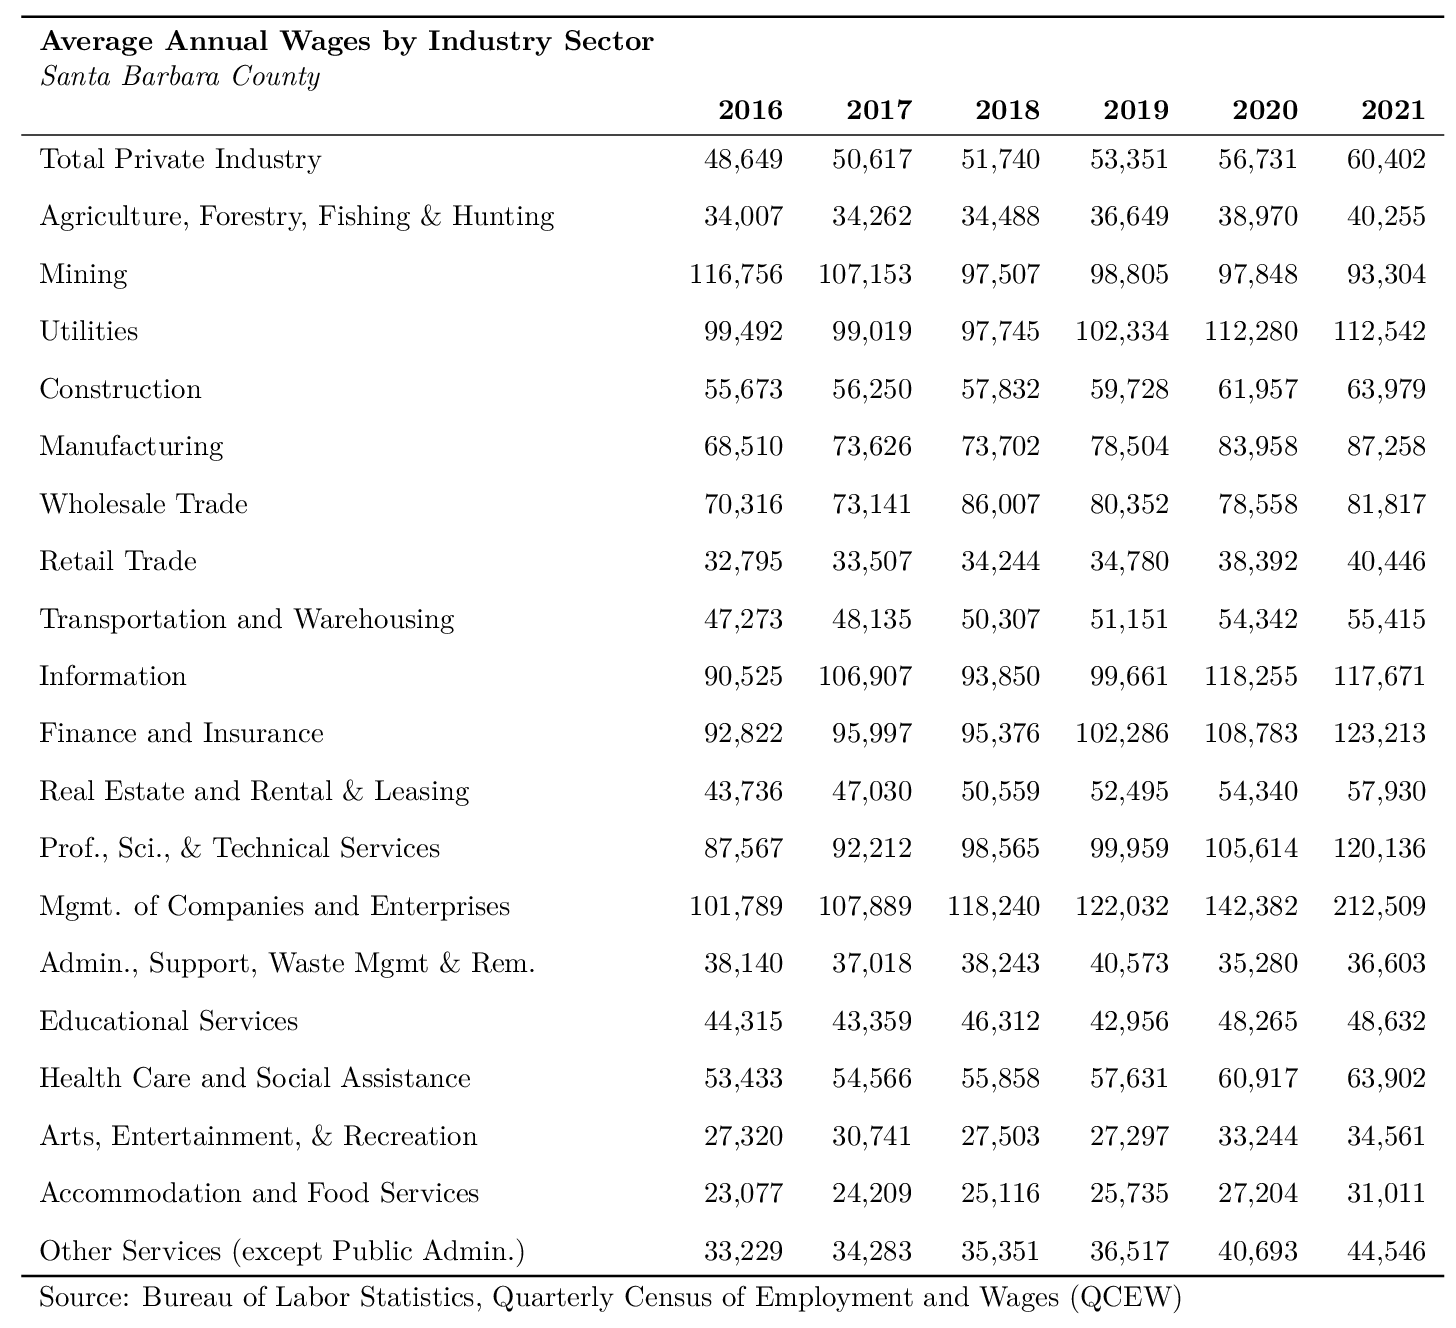 Average Annual Wages by Industry Sector
Santa Barbara County
2016 2017 2018 2019 2020 2021
Total Private Industry 48,649 50,617 51,740 53,351 56,731 60,402
Agriculture, Forestry, Fishing & Hunting 34,007 34,262 34,488 36,649 38,970 40,255
Mining 116,756 107,153 97,507 98,805 97,848 93,304
Utilities 99,492 99,019 97,745 102,334 112,280 112,542
Construction 55,673 56,250 57,832 59,728 61,957 63,979
Manufacturing 68,510 73,626 73,702 78,504 83,958 87,258
Wholesale Trade 70,316 73,141 86,007 80,352 78,558 81,817
Retail Trade 32,795 33,507 34,244 34,780 38,392 40,446
Transportation and Warehousing 47,273 48,135 50,307 51,151 54,342 55,415
Information 90,525 106,907 93,850 99,661 118,255 117,671
Finance and Insurance 92,822 95,997 95,376 102,286 108,783 123,213
Real Estate and Rental & Leasing 43,736 47,030 50,559 52,495 54,340 57,930
Prof., Sci., & Technical Services 87,567 92,212 98,565 99,959 105,614 120,136
Mgmt. of Companies and Enterprises 101,789 107,889 118,240 122,032 142,382 212,509
Admin., Support, Waste Mgmt & Rem. 38,140 37,018 38,243 40,573 35,280 36,603
Educational Services 44,315 43,359 46,312 42,956 48,265 48,632
Health Care and Social Assistance 53,433 54,566 55,858 57,631 60,917 63,902
Arts, Entertainment, & Recreation 27,320 30,741 27,503 27,297 33,244 34,561
Accommodation and Food Services 23,077 24,209 25,116 25,735 27,204 31,011
Other Services (except Public Admin.) 33,229 34,283 35,351 36,517 40,693 44,546
Source: Bureau of Labor Statistics, Quarterly Census of Employment and Wages (QCEW)